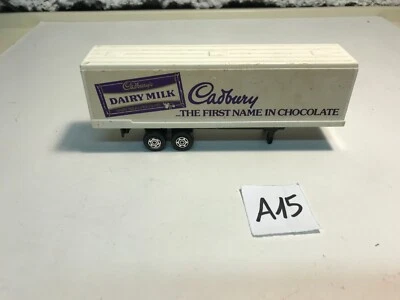 Cadbury's
DAIRY MILK
Cadbury
...THE FIRST NAME IN CHOCOLATE
A15